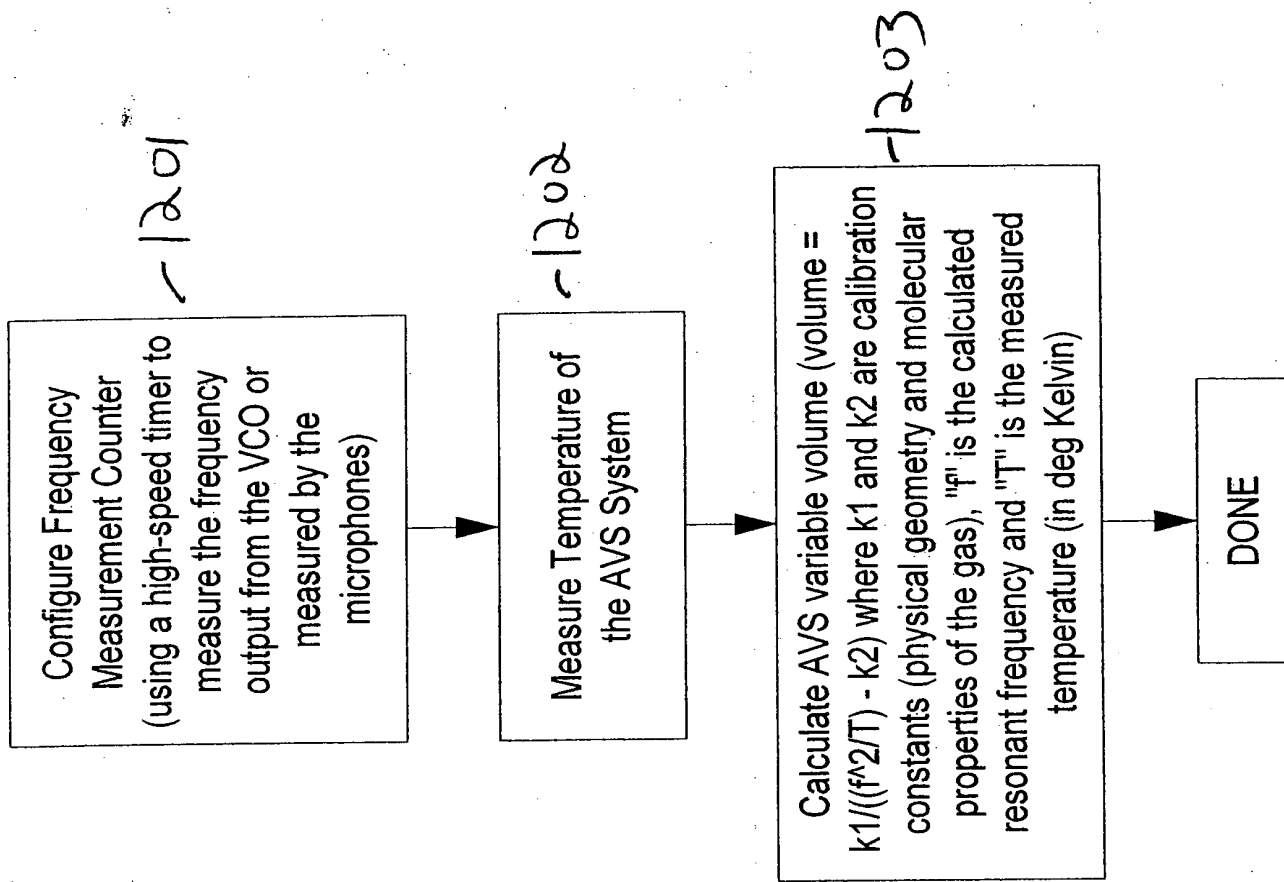 Configure Frequency
Measurement Counter
(using a high-speed timer to
measure the frequency
output from the VCO or
measured by the
microphones)
1201
Measure Temperature of
the AVS System
1202
Calculate AVS variable volume (volume =
k1/((f^2/T) - k2) where k1 and k2 are calibration
constants (physical geometry and molecular
properties of the gas), "f" is the calculated
resonant frequency and "T" is the measured
temperature (in deg Kelvin)
1203
DONE